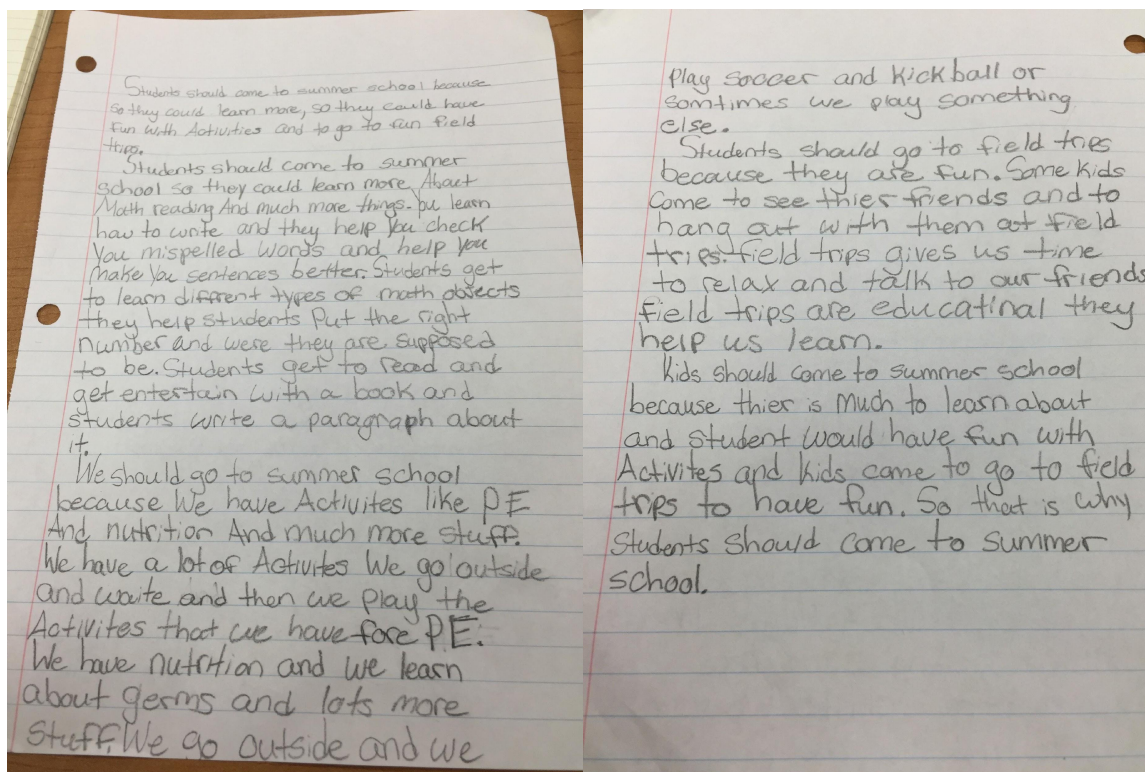 Students should come to summer school because
so they could learn more, so they could have
fun with Activities and to go to fun field
trips.
Students should come to summer
school so they could learn more About
Math reading And much more things. You learn
how to write and they help you check
You mispelled words and help you
make You sentences better. Students get
to learn different types of math objects
they help students Put the right
number and were they are supposed
to be. Students get to read and
get entertain with a book and
students write a paragraph about
it.
We should go to summer school
because We have Activites like PE
And nutrition And much more stuff.
We have a lot of Activites We go outside
and waite and then we play the
Activites that we have fore PE.
We have nutrition and we learn
about germs and lots more
Stuff. We go outside and we
Play soccer and kickball or
somtimes we play something
else.
Students should go to field trips
because they are fun. Some kids
come to see thier friends and to
hang out with them at field
trips. field trips gives us time
to relax and talk to our friends
field trips are educatinal they
help us learn.
Kids should come to summer school
because thier is Much to learn about
and student would have fun with
Activites and kids come to go to field
trips to have fun. So that is why
Students Should come to summer
school.